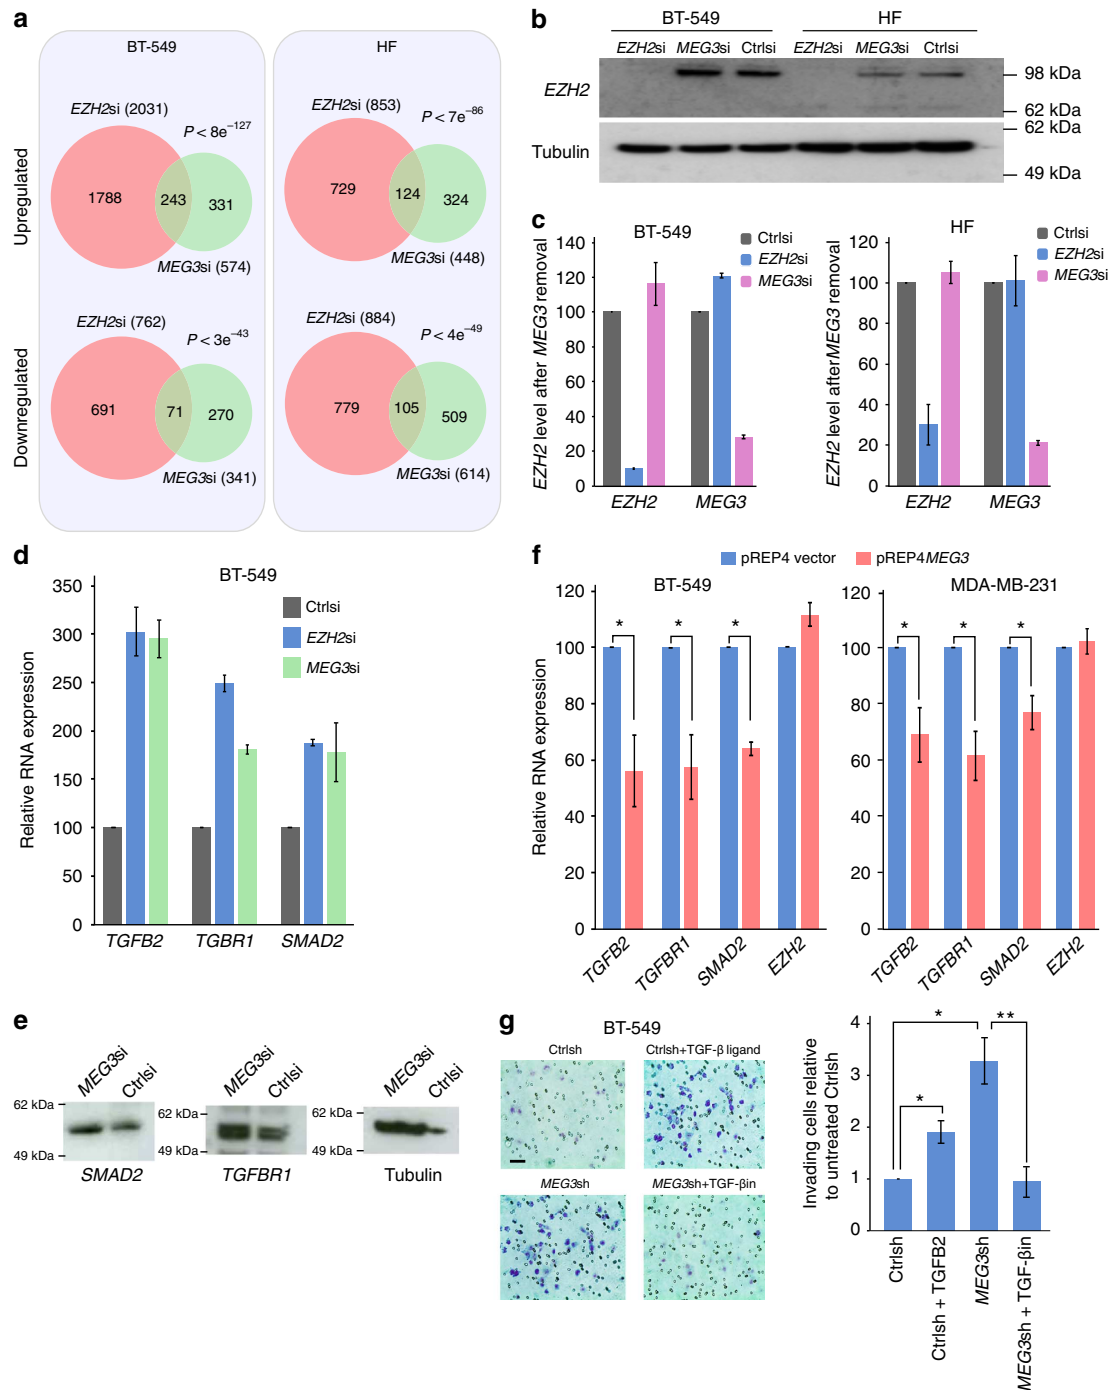 a
BT-549
HF
Upregulated
EZH2si (2031)
P < 8e−127
1788
243
331
MEG3si (574)
EZH2si (853)
P < 7e−86
729
124
324
MEG3si (448)
Downregulated
EZH2si (762)
P < 3e−43
691
71
270
MEG3si (341)
EZH2si (884)
P < 4e−49
779
105
509
MEG3si (614)
b
BT-549
HF
EZH2si MEG3si Ctrlsi EZH2si MEG3si Ctrlsi
EZH2
98 kDa
62 kDa
Tubulin
62 kDa
49 kDa
c
BT-549
Ctrlsi
EZH2si
MEG3si
EZH2 level after MEG3 removal
140
120
100
80
60
40
20
0
EZH2 MEG3
HF
Ctrlsi
EZH2si
MEG3si
EZH2 level after MEG3 removal
120
100
80
60
40
20
0
EZH2 MEG3
d
BT-549
Ctrlsi
EZH2si
MEG3si
Relative RNA expression
350
300
250
200
150
100
50
0
TGFB2 TGBR1 SMAD2
e
MEG3si
Ctrlsi
62 kDa
49 kDa
SMAD2
MEG3si
Ctrlsi
62 kDa
49 kDa
TGFBR1
MEG3si
Ctrlsi
62 kDa
49 kDa
Tubulin
f
pREP4 vector
pREP4MEG3
BT-549
Relative RNA expression
120
100
80
60
40
20
0
* * *
TGFB2
TGFBR1
SMAD2
EZH2
MDA-MB-231
120
100
80
60
40
20
0
* * *
TGFB2
TGFBR1
SMAD2
EZH2
g
BT-549
Ctrlsh
Ctrlsh+TGF-β ligand
MEG3sh
MEG3sh+TGF-βin
Invading cells relative
to untreated Ctrlsh
4
3
2
1
0
*
*
**
Ctrlsh
Ctrlsh + TGFB2
MEG3sh
MEG3sh + TGF-βin